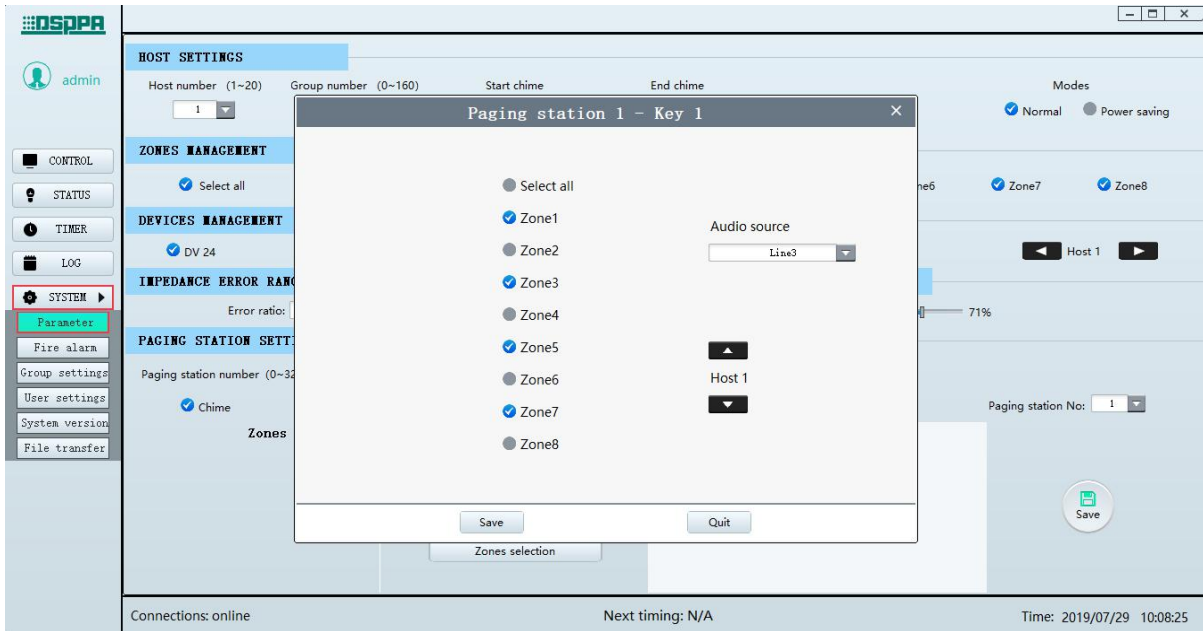 DSPPA
admin
CONTROL
STATUS
TIMER
LOG
SYSTEM
Parameter
Fire alarm
Group settings
User settings
System version
File transfer
HOST SETTINGS
Host number (1~20) Group number (0~160) Start chime End chime Modes
1 Normal Power saving
Paging station 1 - Key 1
ZONES MANAGEMENT
Select all ne6 Zone7 Zone8
DEVICES MANAGEMENT
DV 24 Host 1
IMPEDANCE ERROR RAN
Error ratio: 71%
PAGING STATION SETTI
Paging station number (0~32
Chime Paging station No: 1
Zones
Select all
Zone1
Zone2
Zone3
Zone4
Zone5
Zone6
Zone7
Zone8
Audio source
Line3
Host 1
Save Quit
Zones selection
Save
Connections: online Next timing: N/A Time: 2019/07/29 10:08:25